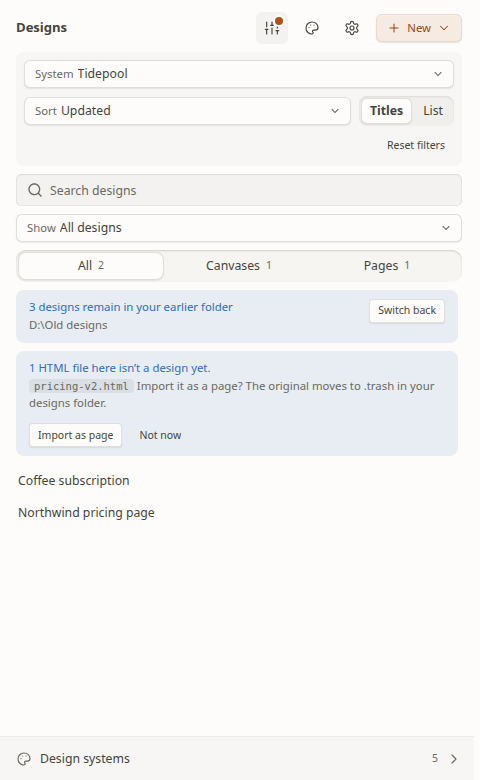 Designs
New
System Tidepool
Sort Updated
Titles List
Reset filters
Search designs
Show All designs
All 2 Canvases 1 Pages 1
3 designs remain in your earlier folder
Switch back
D:\Old designs
1 HTML file here isn’t a design yet.
pricing-v2.html Import it as a page? The original moves to .trash in your
designs folder.
Import as page Not now
Coffee subscription
Northwind pricing page
Design systems 5